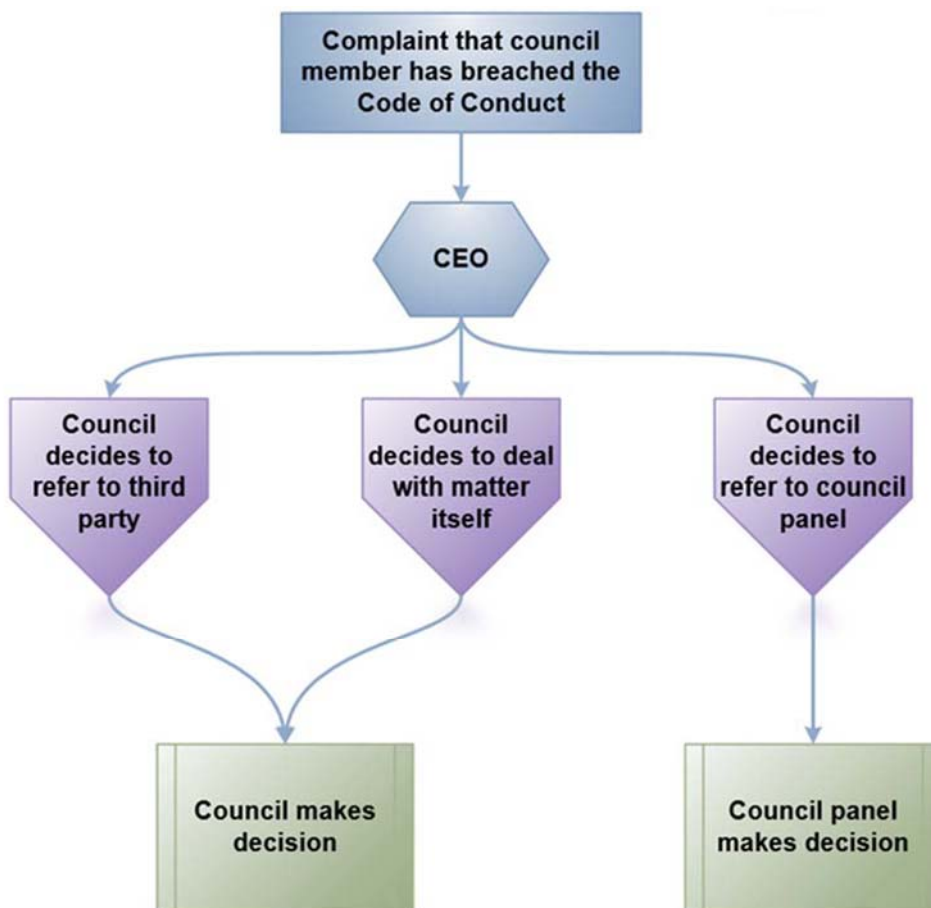 Complaint that council
member has breached the
Code of Conduct
CEO
Council
decides to
refer to third
party
Council
decides to deal
with matter
itself
Council
decides to
refer to council
panel
Council makes
decision
Council panel
makes decision